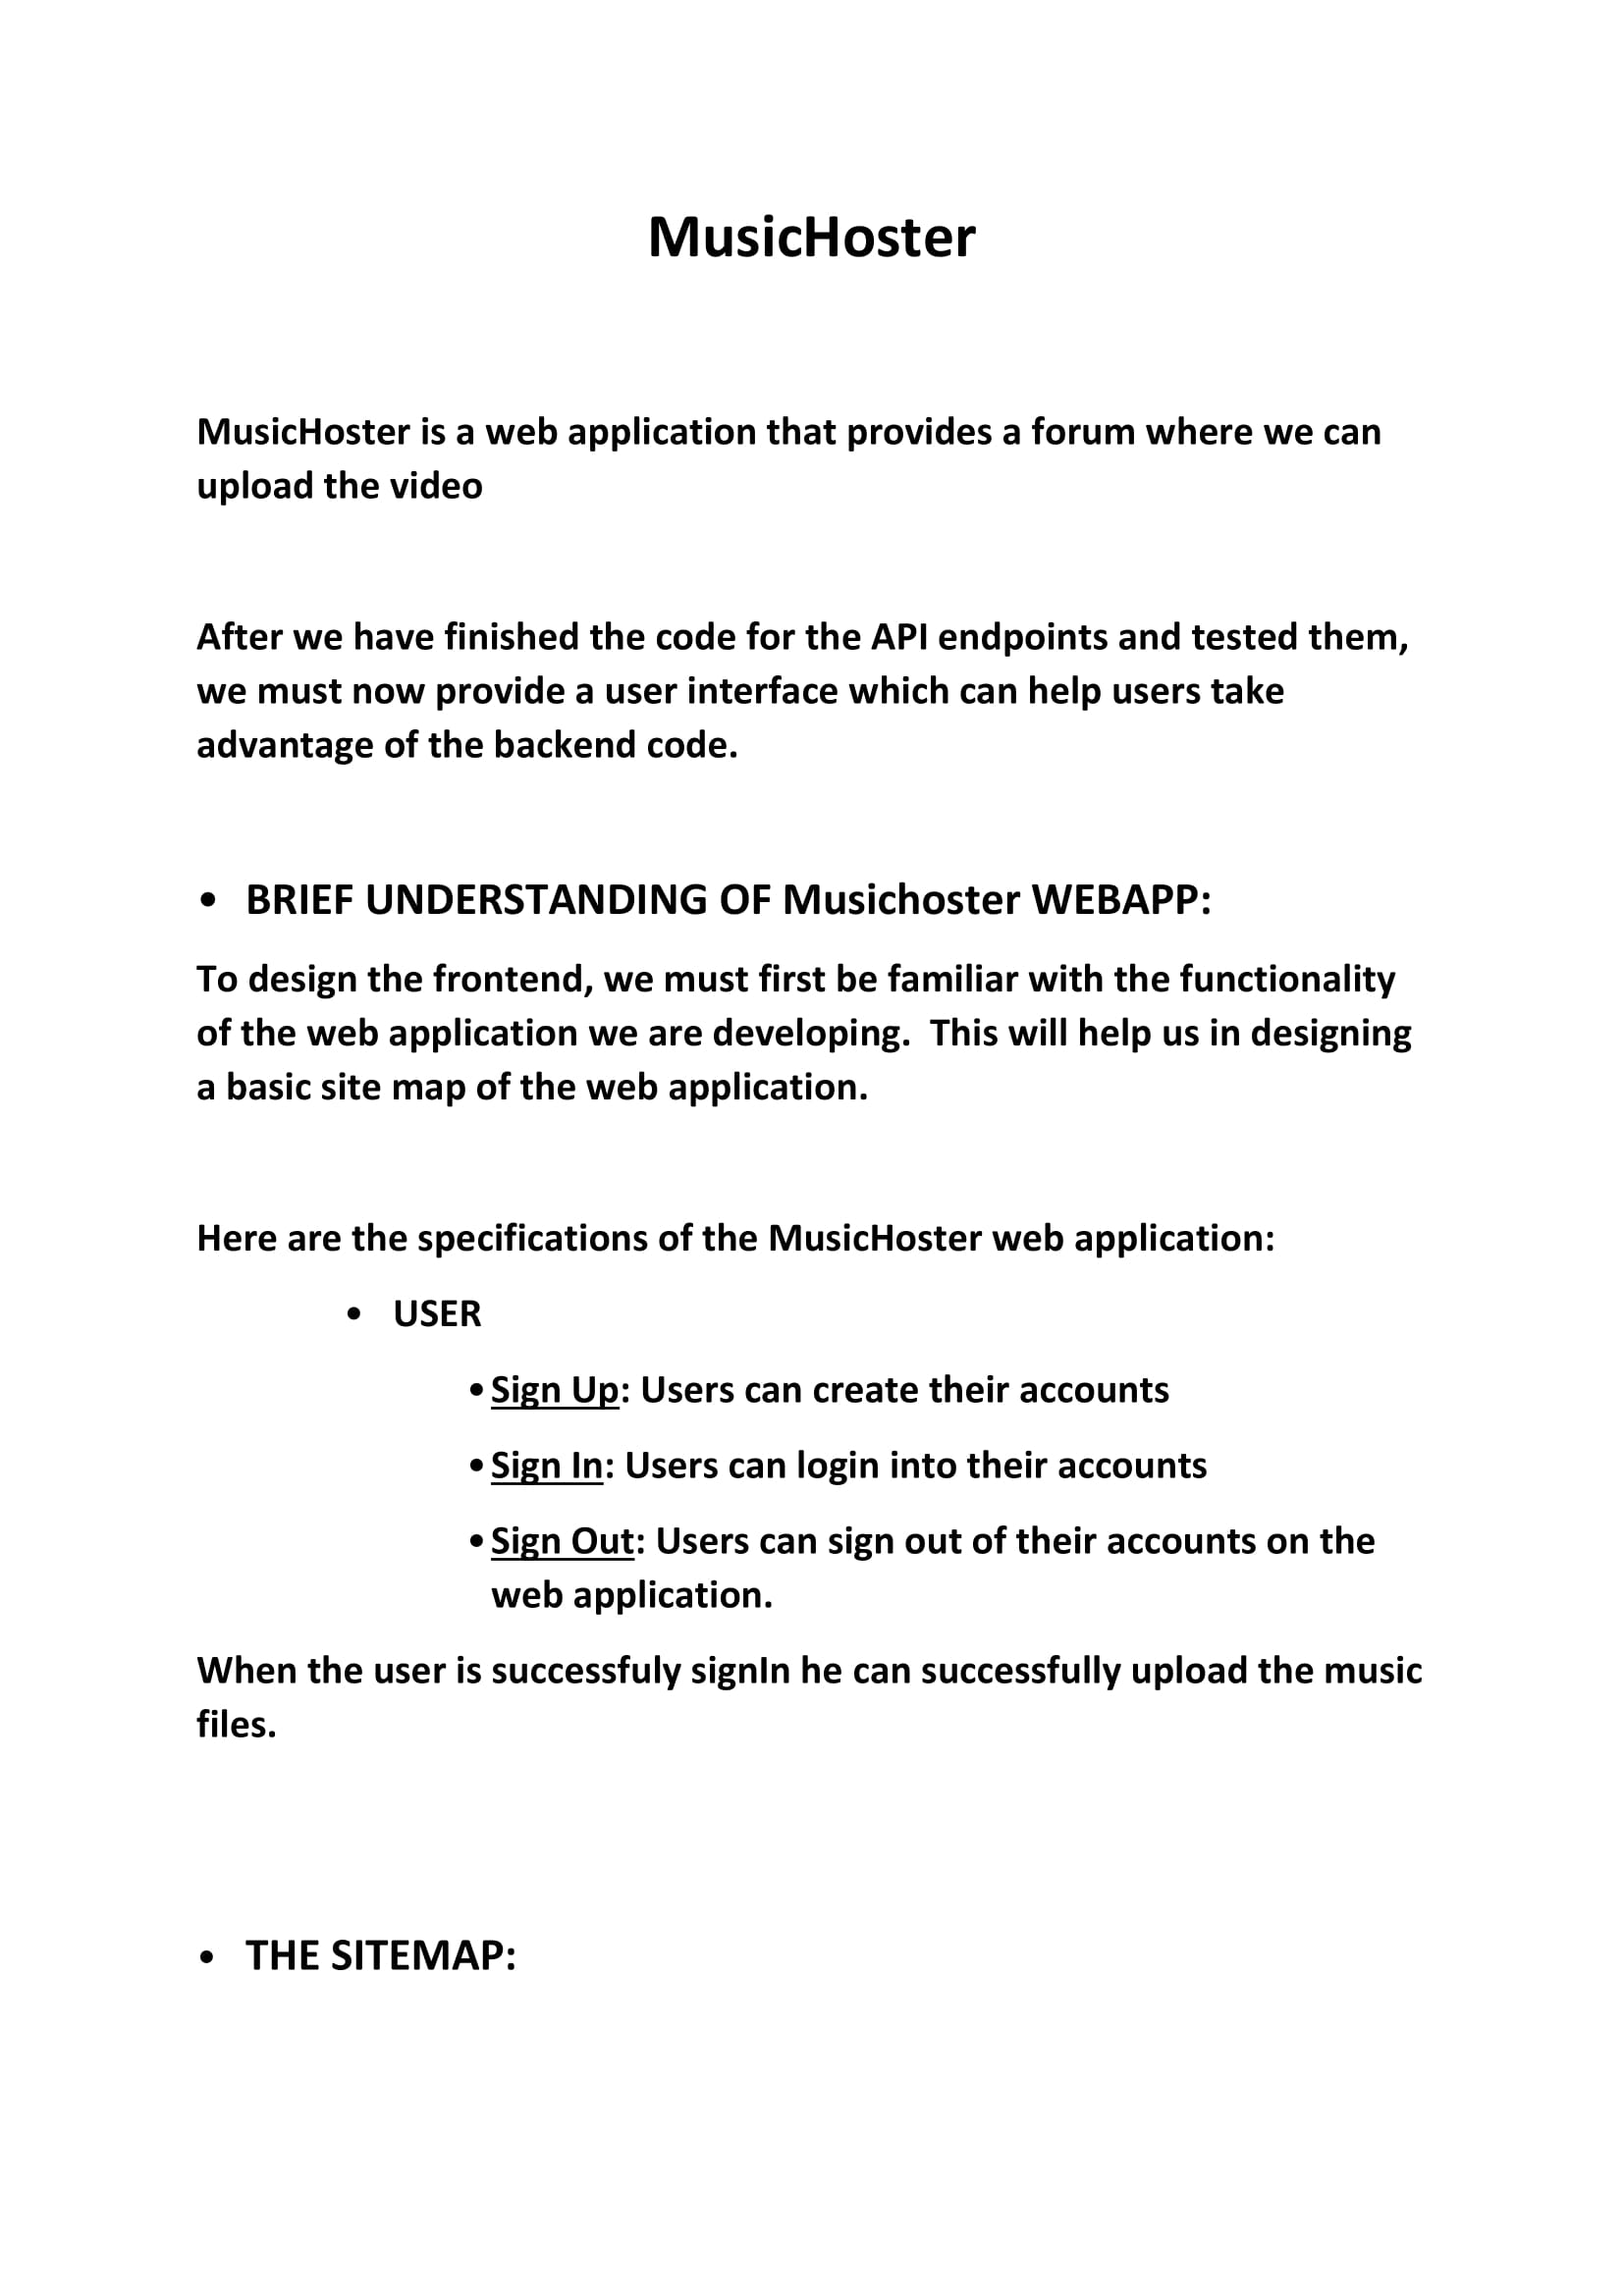 MusicHoster
MusicHoster is a web application that provides a forum where we can
upload the video
After we have finished the code for the API endpoints and tested them,
we must now provide a user interface which can help users take
advantage of the backend code.
• BRIEF UNDERSTANDING OF Musichoster WEBAPP:
To design the frontend, we must first be familiar with the functionality
of the web application we are developing.  This will help us in designing
a basic site map of the web application.
Here are the specifications of the MusicHoster web application:
• USER
• Sign Up: Users can create their accounts
• Sign In: Users can login into their accounts
• Sign Out: Users can sign out of their accounts on the
web application.
When the user is successfuly signIn he can successfully upload the music
files.
• THE SITEMAP: